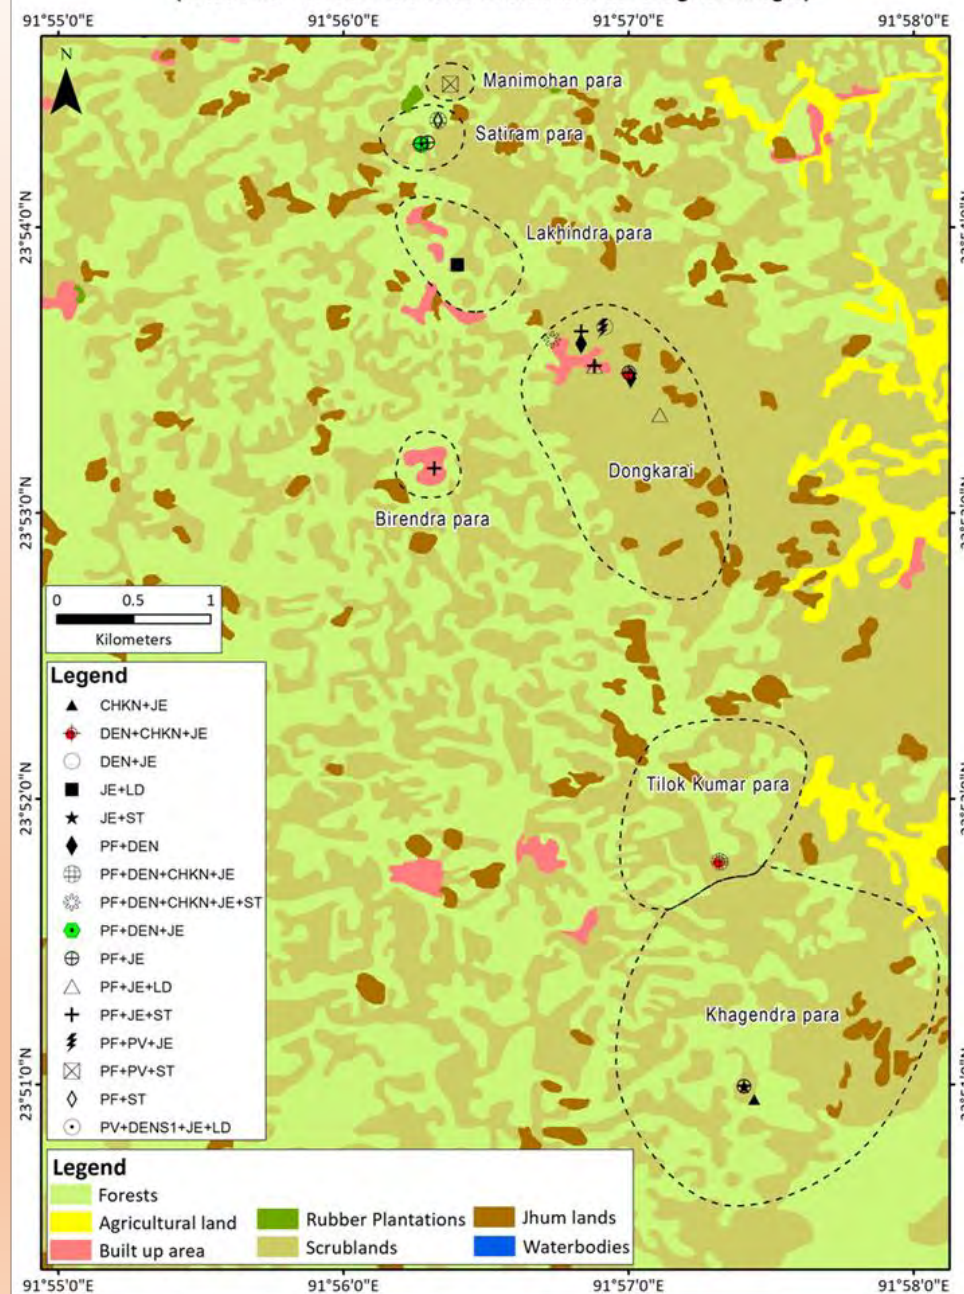 91°55'0"E 91°56'0"E 91°57'0"E 91°58'0"E
N
Manimohan para
Satiram para
23°54'0"N
Lakhindra para
Dongkarai
23°53'0"N
Birendra para
0 0.5 1
Kilometers
Legend
CHKN+JE
DEN+CHKN+JE
DEN+JE
JE+LD
JE+ST
PF+DEN
PF+DEN+CHKN+JE
PF+DEN+CHKN+JE+ST
PF+DEN+JE
PF+JE
PF+JE+LD
PF+JE+ST
PF+PV+JE
PF+PV+ST
PF+ST
PV+DENS1+JE+LD
Tilok Kumar para
23°52'0"N
Khagendra para
23°51'0"N
Legend
Forests
Agricultural land Rubber Plantations Jhum lands
Built up area Scrublands Waterbodies
91°55'0"E 91°56'0"E 91°57'0"E 91°58'0"E